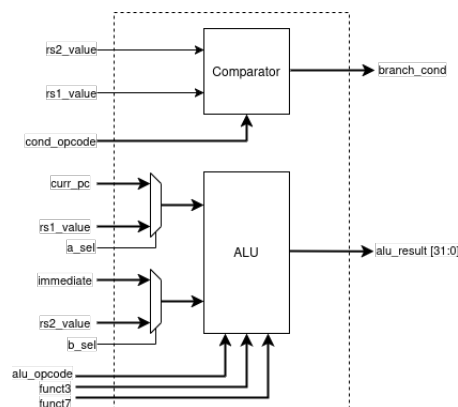 rs2_value
Comparator
branch_cond
rs1_value
cond_opcode
curr_pc
rs1_value
a_sel
ALU
alu_result [31:0]
immediate
rs2_value
b_sel
alu_opcode
funct3
funct7